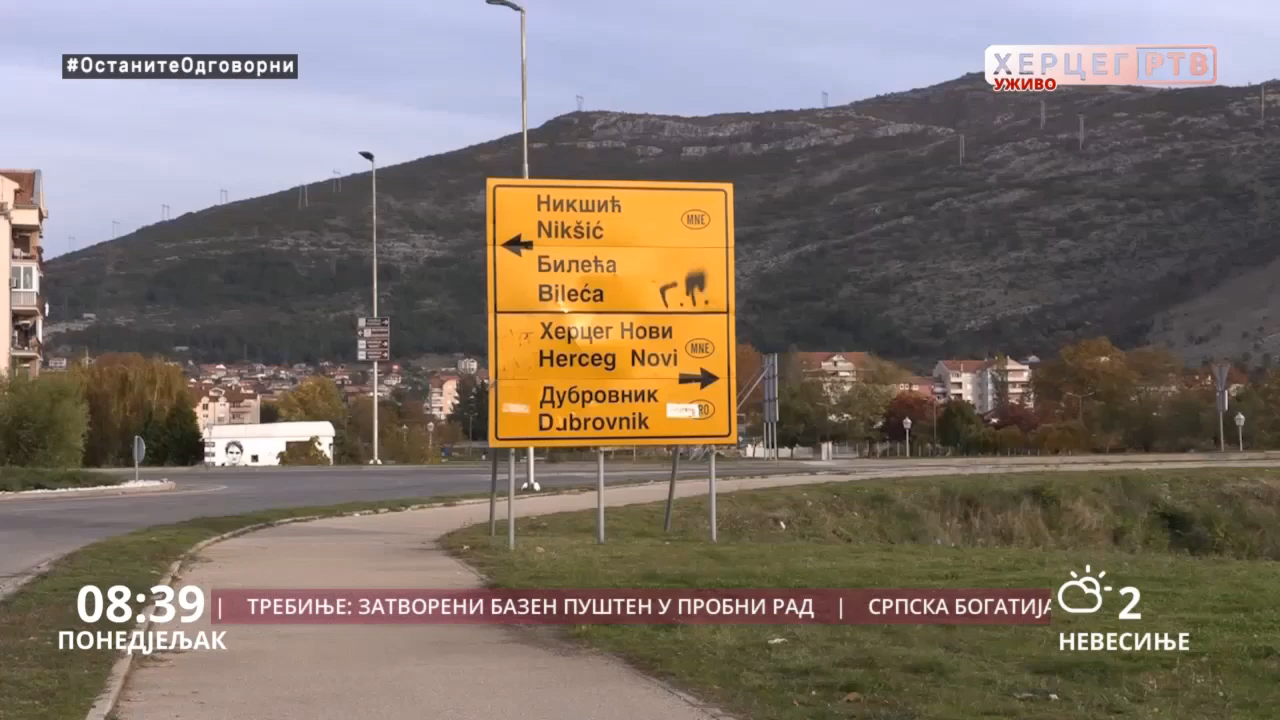 #ОстанитеОдговорни
ХЕРЦЕГ РТВ
УЖИВО
Никшић
Nikšić
MNE
Билећа
Bileća
Херцег Нови
Herceg Novi
MNE
Дубровник
Dubrovnik
RO
08:39
ПОНЕДЈЕЉАК
| ТРЕБИЊЕ: ЗАТВОРЕНИ БАЗЕН ПУШТЕН У ПРОБНИ РАД | СРПСКА БОГАТИЈА
2
НЕВЕСИЊЕ